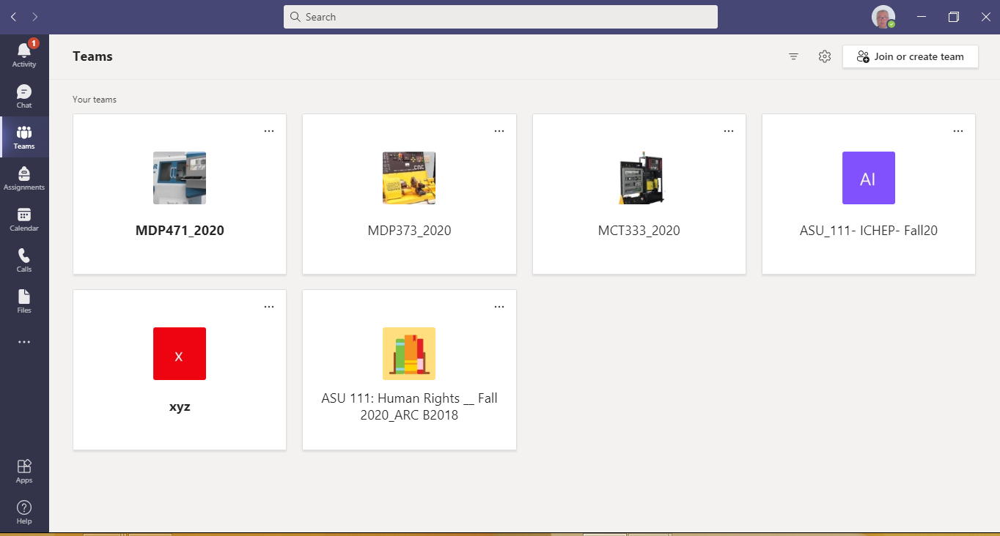 Search
1
Activity
Chat
Teams
Assignments
Calendar
Calls
Files
Apps
Help
Teams
Join or create team
Your teams
MDP471_2020
CNC
MDP373_2020
MCT333_2020
AI
ASU_111- ICHEP- Fall20
X
xyz
ASU 111: Human Rights __ Fall
2020_ARC B2018